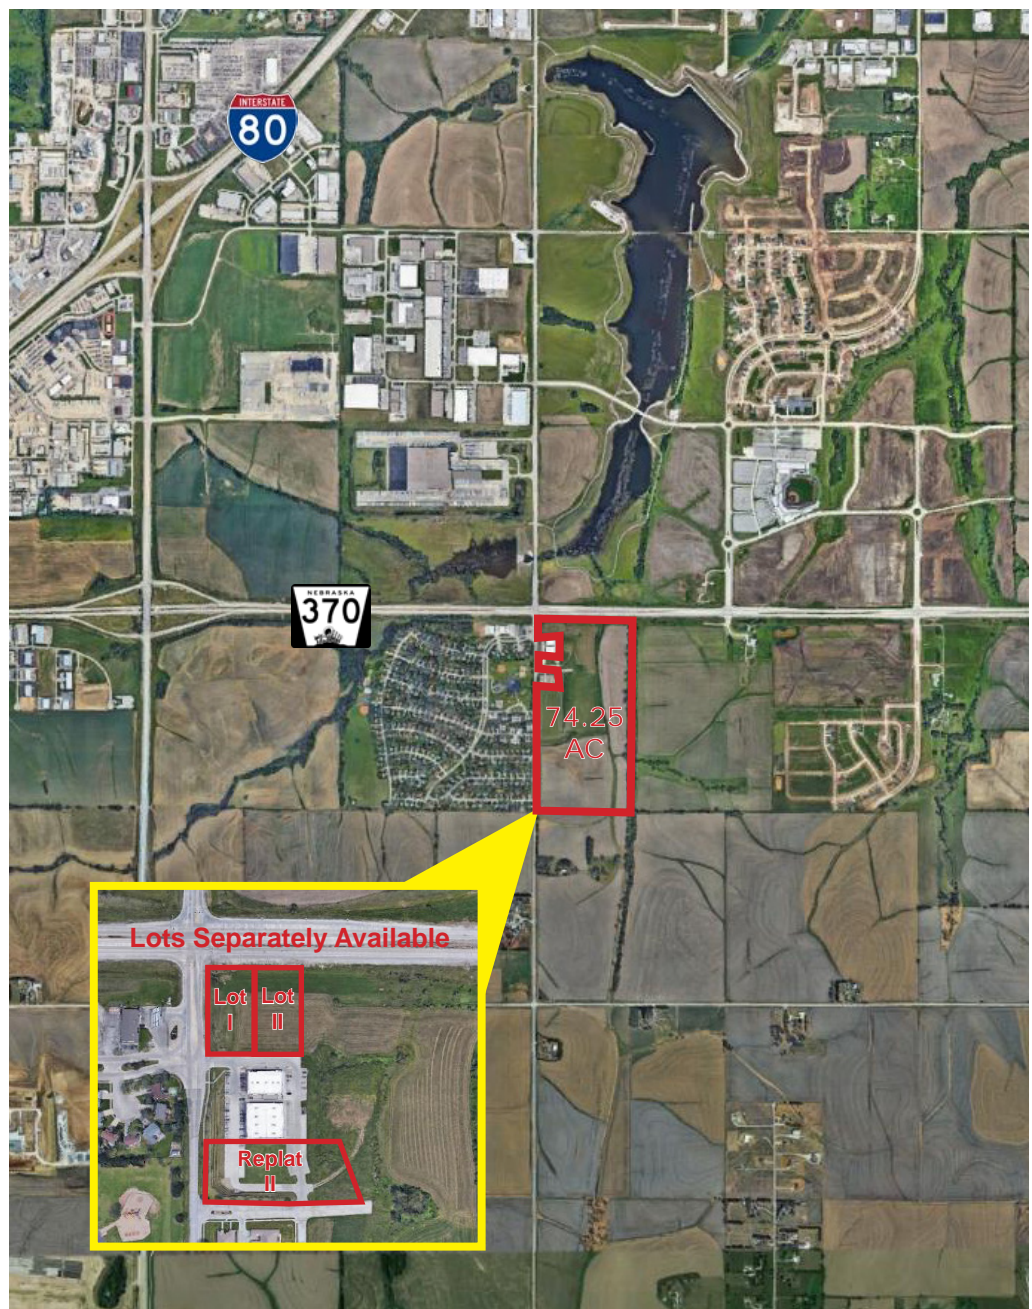 INTERSTATE
80
NEBRASKA
370
74.25
AC
Lots Separately Available
Lot
I
Lot
II
Replat
II